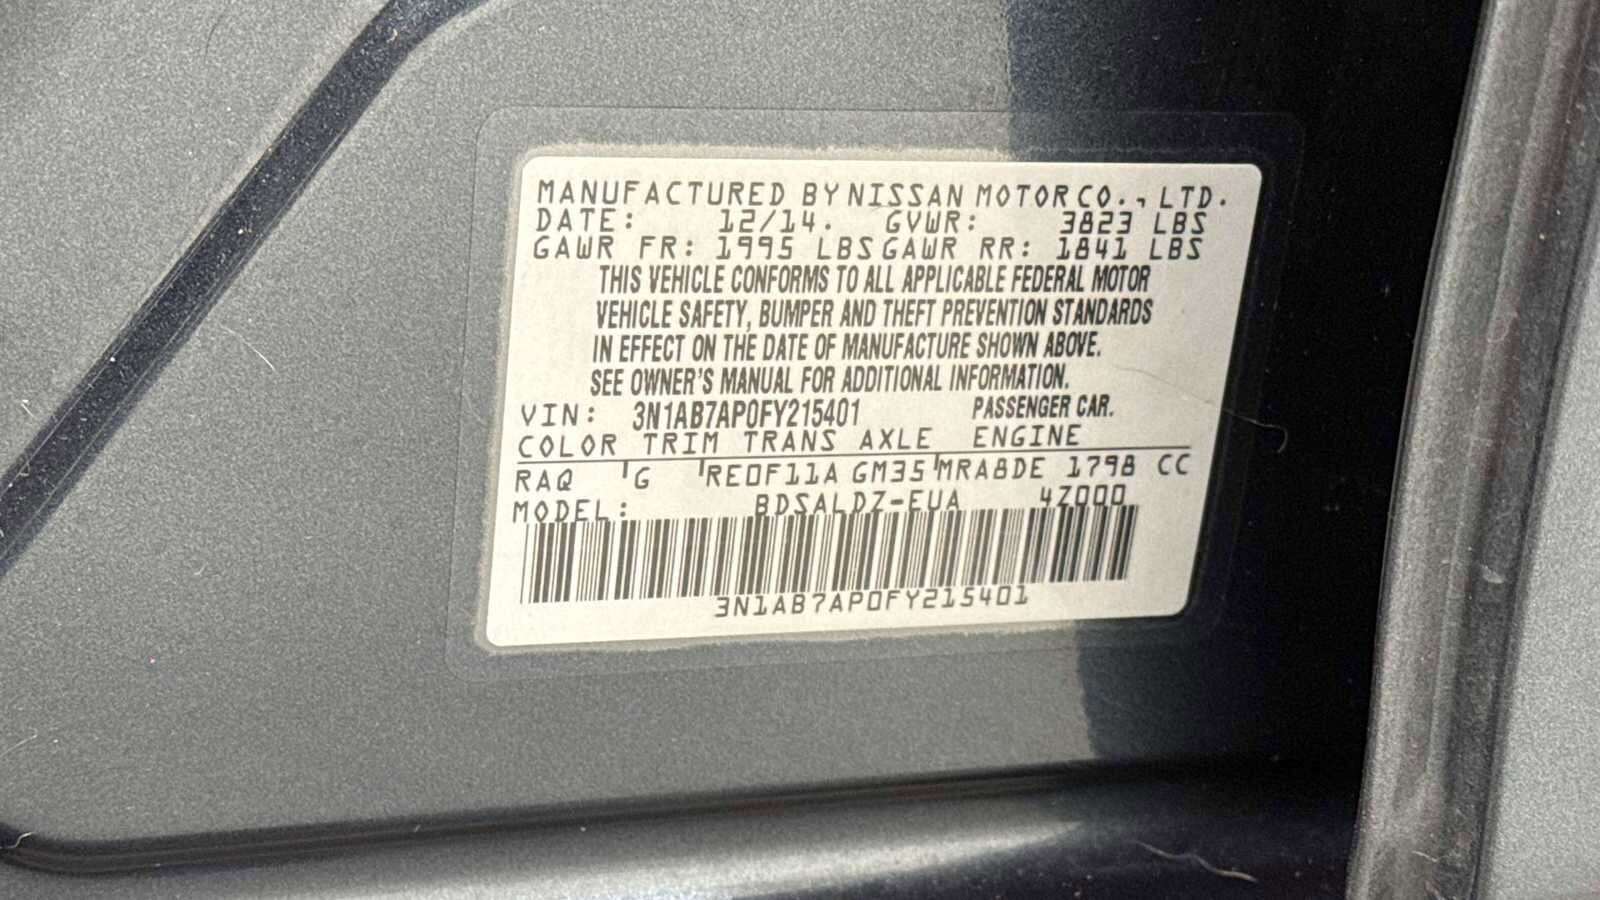 MANUFACTURED BY NISSAN MOTOR CO., LTD.
DATE: 12/14. GVWR: 3823 LBS
GAWR FR: 1995 LBS GAWR RR: 1841 LBS
THIS VEHICLE CONFORMS TO ALL APPLICABLE FEDERAL MOTOR
VEHICLE SAFETY, BUMPER AND THEFT PREVENTION STANDARDS
IN EFFECT ON THE DATE OF MANUFACTURE SHOWN ABOVE.
SEE OWNER'S MANUAL FOR ADDITIONAL INFORMATION.
VIN: 3N1AB7AP0FY215401 PASSENGER CAR.
COLOR TRIM TRANS AXLE ENGINE
RAQ G RE0F11A GM35 MRA8DE 1798 CC
MODEL: BDSALDZ-EUA 4Z000
3N1AB7AP0FY215401